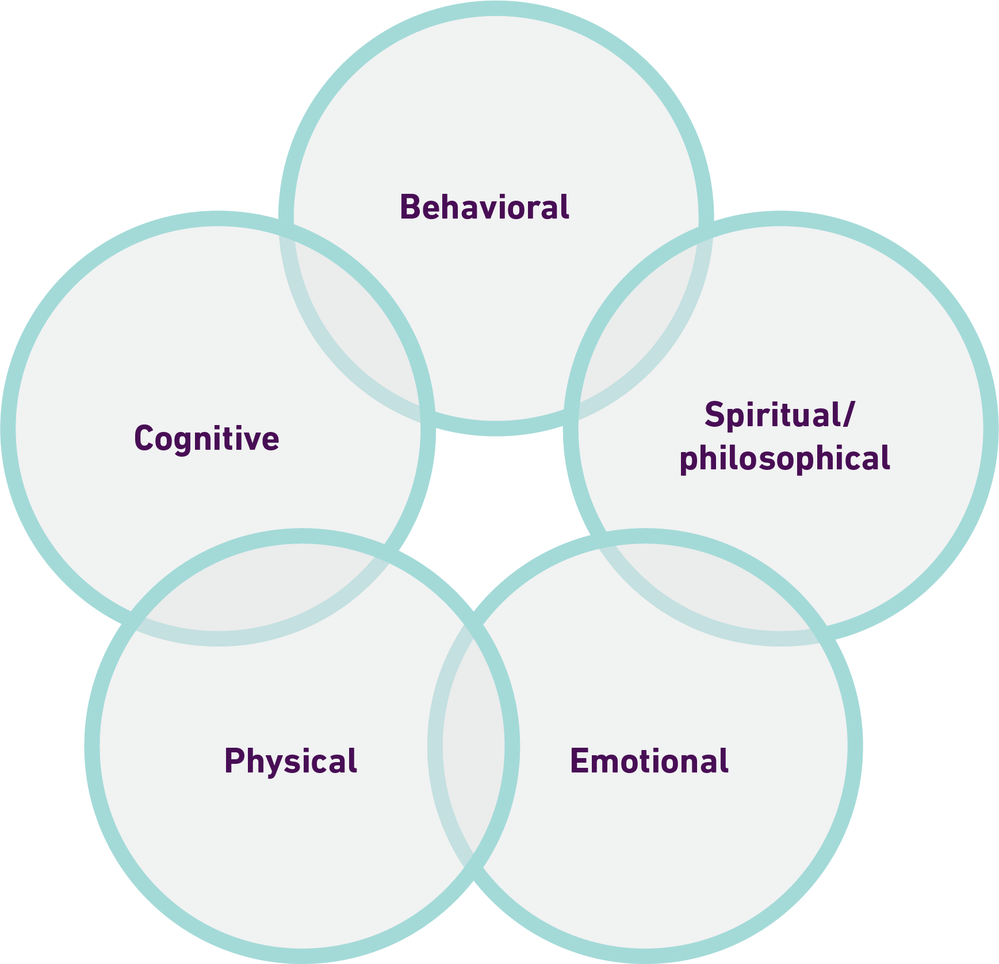 Behavioral
Cognitive
Spiritual/
philosophical
Physical
Emotional